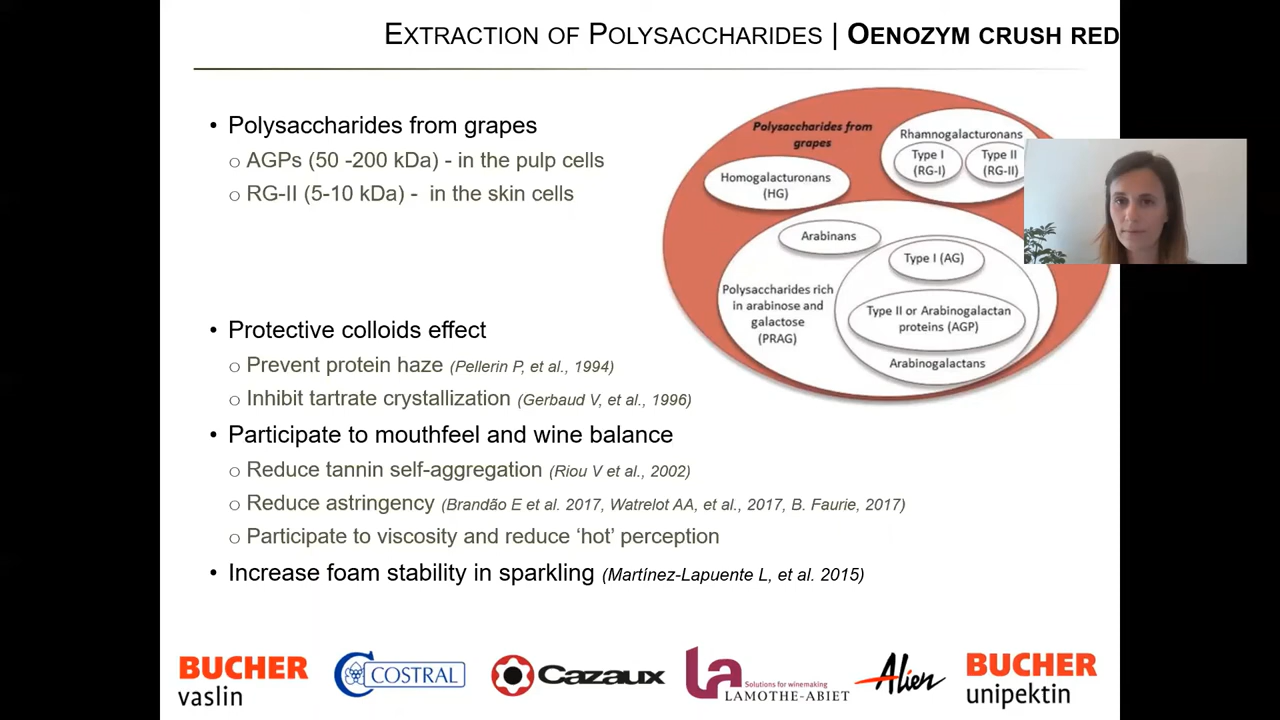 EXTRACTION OF POLYSACCHARIDES | OENOZYM CRUSH RED
• Polysaccharides from grapes
o AGPs (50 -200 kDa) - in the pulp cells
o RG-II (5-10 kDa) - in the skin cells
• Protective colloids effect
o Prevent protein haze (Pellerin P, et al., 1994)
o Inhibit tartrate crystallization (Gerbaud V, et al., 1996)
• Participate to mouthfeel and wine balance
o Reduce tannin self-aggregation (Riou V et al., 2002)
o Reduce astringency (Brandão E et al. 2017, Watrelot AA, et al., 2017, B. Faurie, 2017)
o Participate to viscosity and reduce ‘hot’ perception
• Increase foam stability in sparkling (Martínez-Lapuente L, et al. 2015)
Polysaccharides from
grapes
Rhamnogalacturonans
Type I
(RG-I)
Type II
(RG-II)
Homogalacturonans
(HG)
Arabinans
Type I (AG)
Polysaccharides rich
in arabinose and
galactose
(PRAG)
Type II or Arabinogalactan
proteins (AGP)
Arabinogalactans
BUCHER
vaslin
COSTRAL
Cazaux
La
Solutions for winemaking
LAMOTHE-ABIET
Alien
BUCHER
unipektin